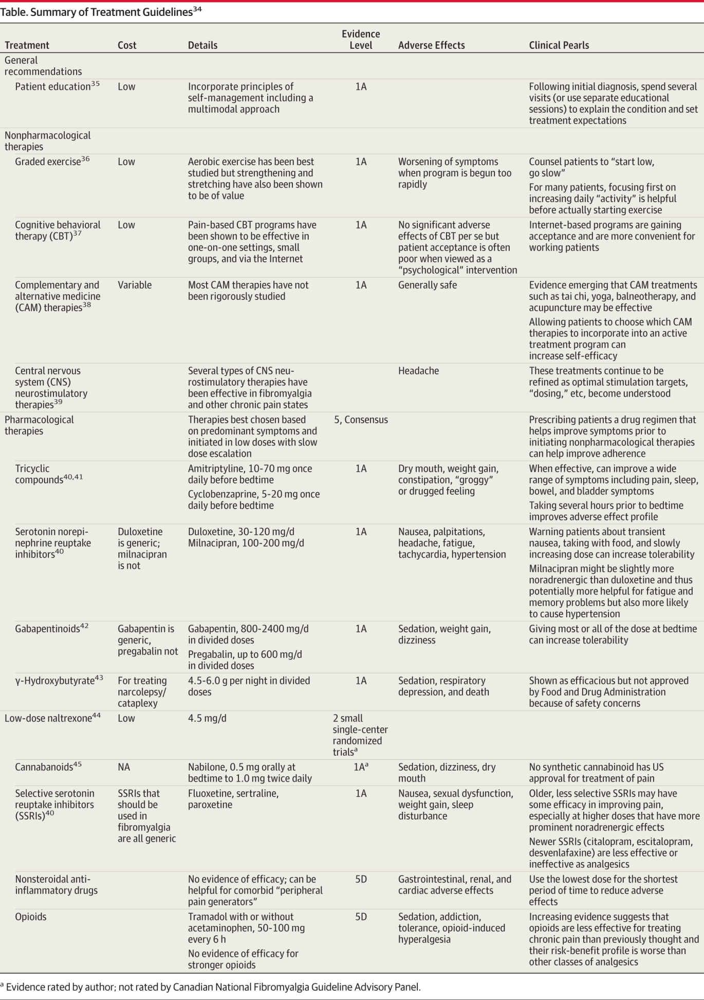 Table. Summary of Treatment Guidelines34
Treatment Cost Details Evidence Level Adverse Effects Clinical Pearls
General
recommendations
Patient education35
Low
Incorporate principles of
self-management including a
multimodal approach
1A
Following initial diagnosis, spend several
visits (or use separate educational
sessions) to explain the condition and set
treatment expectations
Nonpharmacological
therapies
Graded exercise36
Low
Aerobic exercise has been best
studied but strengthening and
stretching have also been shown
to be of value
1A
Worsening of symptoms
when program is begun too
rapidly
Counsel patients to “start low,
go slow”
For many patients, focusing first on
increasing daily “activity” is helpful
before actually starting exercise
Cognitive behavioral
therapy (CBT)37
Low
Pain-based CBT programs have
been shown to be effective in
one-on-one settings, small
groups, and via the Internet
1A
No significant adverse
effects of CBT per se but
patient acceptance is often
poor when viewed as a
“psychological” intervention
Internet-based programs are gaining
acceptance and are more convenient for
working patients
Complementary and
alternative medicine
(CAM) therapies38
Variable
Most CAM therapies have not
been rigorously studied
1A
Generally safe
Evidence emerging that CAM treatments
such as tai chi, yoga, balneotherapy, and
acupuncture may be effective
Allowing patients to choose which CAM
therapies to incorporate into an active
treatment program can
increase self-efficacy
Central nervous
system (CNS)
neurostimulatory
therapies39
Several types of CNS neu-
rostimulatory therapies have
been effective in fibromyalgia
and other chronic pain states
Headache
These treatments continue to be
refined as optimal stimulation targets,
“dosing,” etc, become understood
Pharmacological
therapies
Therapies best chosen based
on predominant symptoms and
initiated in low doses with slow
dose escalation
5, Consensus
Prescribing patients a drug regimen that
helps improve symptoms prior to
initiating nonpharmacological therapies
can help improve adherence
Tricyclic
compounds40,41
Amitriptyline, 10-70 mg once
daily before bedtime
Cyclobenzaprine, 5-20 mg once
daily before bedtime
1A
Dry mouth, weight gain,
constipation, “groggy”
or drugged feeling
When effective, can improve a wide
range of symptoms including pain, sleep,
bowel, and bladder symptoms
Taking several hours prior to bedtime
improves adverse effect profile
Serotonin norepi-
nephrine reuptake
inhibitors40
Duloxetine
is generic;
milnacipran
is not
Duloxetine, 30-120 mg/d
Milnacipran, 100-200 mg/d
1A
Nausea, palpitations,
headache, fatigue,
tachycardia, hypertension
Warning patients about transient
nausea, taking with food, and slowly
increasing dose can increase tolerability
Milnacipran might be slightly more
noradrenergic than duloxetine and thus
potentially more helpful for fatigue and
memory problems but also more likely
to cause hypertension
Gabapentinoids42
Gabapentin is
generic,
pregabalin not
Gabapentin, 800-2400 mg/d
in divided doses
Pregabalin, up to 600 mg/d
in divided doses
1A
Sedation, weight gain,
dizziness
Giving most or all of the dose at bedtime
can increase tolerability
γ-Hydroxybutyrate43
For treating
narcolepsy/
cataplexy
4.5-6.0 g per night in divided
doses
1A
Sedation, respiratory
depression, and death
Shown as efficacious but not approved
by Food and Drug Administration
because of safety concerns
Low-dose naltrexone44
Low
4.5 mg/d
2 small
single-center
randomized
trialsa
Cannabanoids45
NA
Nabilone, 0.5 mg orally at
bedtime to 1.0 mg twice daily
1Aa
Sedation, dizziness, dry
mouth
No synthetic cannabinoid has US
approval for treatment of pain
Selective serotonin
reuptake inhibitors
(SSRIs)40
SSRIs that
should be
used in
fibromyalgia
are all generic
Fluoxetine, sertraline,
paroxetine
1A
Nausea, sexual dysfunction,
weight gain, sleep
disturbance
Older, less selective SSRIs may have
some efficacy in improving pain,
especially at higher doses that have more
prominent noradrenergic effects
Newer SSRIs (citalopram, escitalopram,
desvenlafaxine) are less effective or
ineffective as analgesics
Nonsteroidal anti-
inflammatory drugs
No evidence of efficacy; can be
helpful for comorbid “peripheral
pain generators”
5D
Gastrointestinal, renal, and
cardiac adverse effects
Use the lowest dose for the shortest
period of time to reduce adverse
effects
Opioids
Tramadol with or without
acetaminophen, 50-100 mg
every 6 h
No evidence of efficacy for
stronger opioids
5D
Sedation, addiction,
tolerance, opioid-induced
hyperalgesia
Increasing evidence suggests that
opioids are less effective for treating
chronic pain than previously thought and
their risk-benefit profile is worse than
other classes of analgesics
a Evidence rated by author; not rated by Canadian National Fibromyalgia Guideline Advisory Panel.